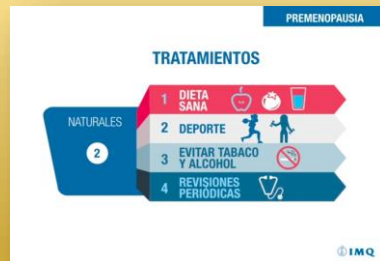 PREMENOPAUSIA
TRATAMIENTOS
NATURALES
2
1 DIETA
SANA
2 DEPORTE
3 EVITAR TABACO
Y ALCOHOL
4 REVISIONES
PERIÓDICAS
IMQ